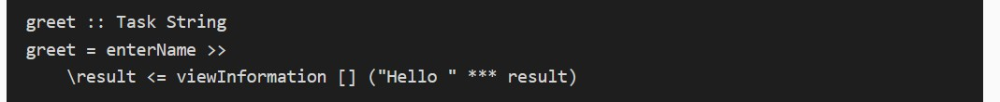 greet :: Task String
greet = enterName >>
    \result <= viewInformation [] ("Hello " *** result)